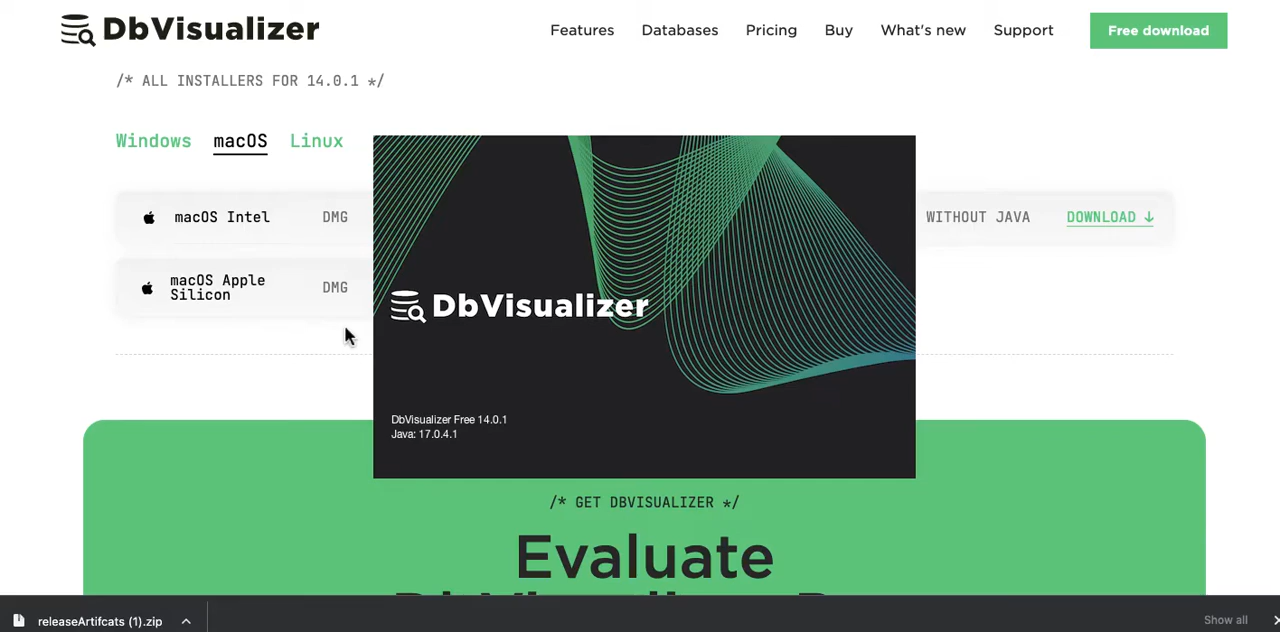 DbVisualizer
Features
Databases
Pricing
Buy
What's new
Support
Free download
/* ALL INSTALLERS FOR 14.0.1 */
Windows
macOS
Linux
macOS Intel
DMG
WITHOUT JAVA
DOWNLOAD ↓
macOS Apple
Silicon
DMG
DbVisualizer
DbVisualizer Free 14.0.1
Java: 17.0.4.1
/* GET DBVISUALIZER */
Evaluate
releaseArtifcats (1).zip
Show all